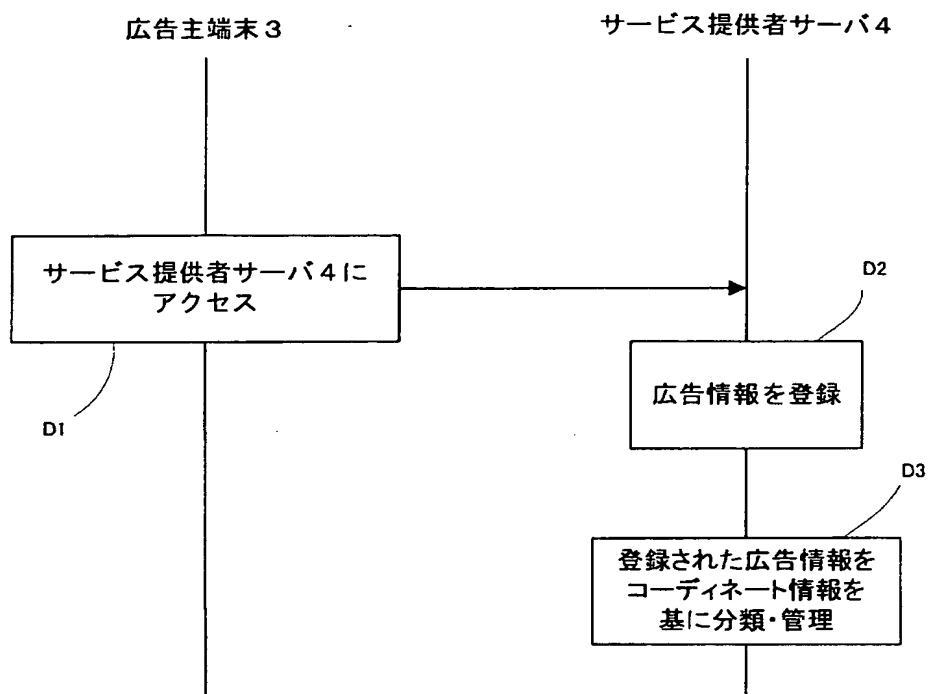 広告主端末3
サービス提供者サーバ4
サービス提供者サーバ4に
アクセス
D1
D2
広告情報を登録
D3
登録された広告情報を
コーディネート情報を
基に分類・管理